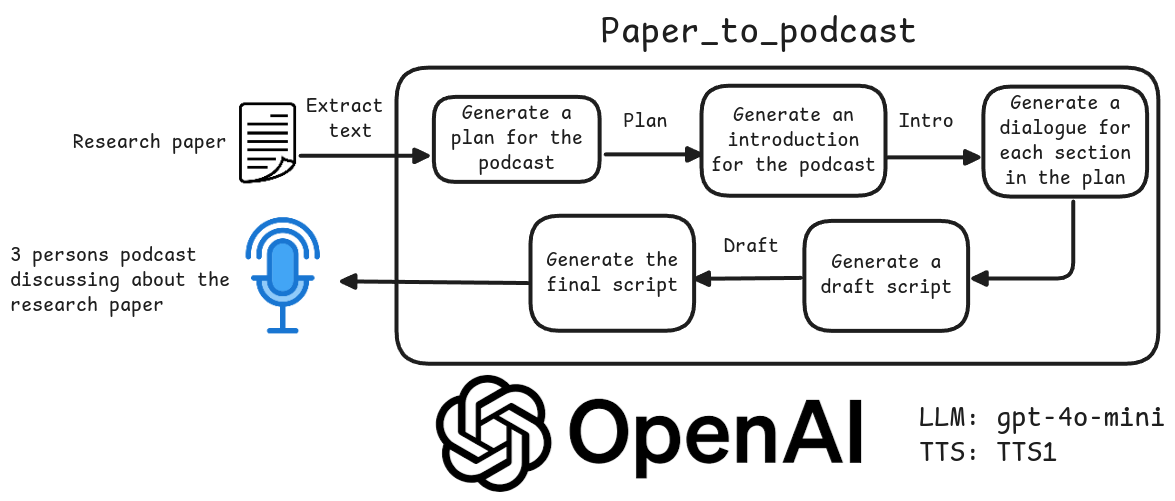 Paper_to_podcast
Research paper
Extract
text
Generate a
plan for the
podcast
Plan
Generate an
introduction
for the podcast
Intro
Generate a
dialogue for
each section
in the plan
Generate a
draft script
Draft
Generate the
final script
3 persons podcast
discussing about the
research paper
OpenAI
LLM: gpt-4o-mini
TTS: TTS1